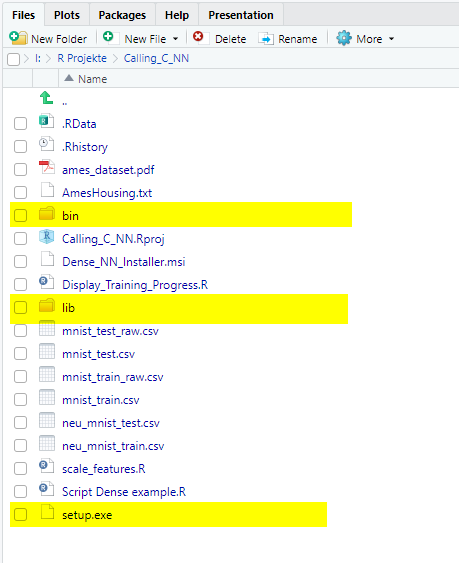 Files Plots Packages Help Presentation
New Folder New File Delete Rename More
I: R Projekte Calling_C_NN
Name
..
.RData
.Rhistory
ames_dataset.pdf
AmesHousing.txt
bin
Calling_C_NN.Rproj
Dense_NN_Installer.msi
Display_Training_Progress.R
lib
mnist_test_raw.csv
mnist_test.csv
mnist_train_raw.csv
mnist_train.csv
neu_mnist_test.csv
neu_mnist_train.csv
scale_features.R
Script Dense example.R
setup.exe